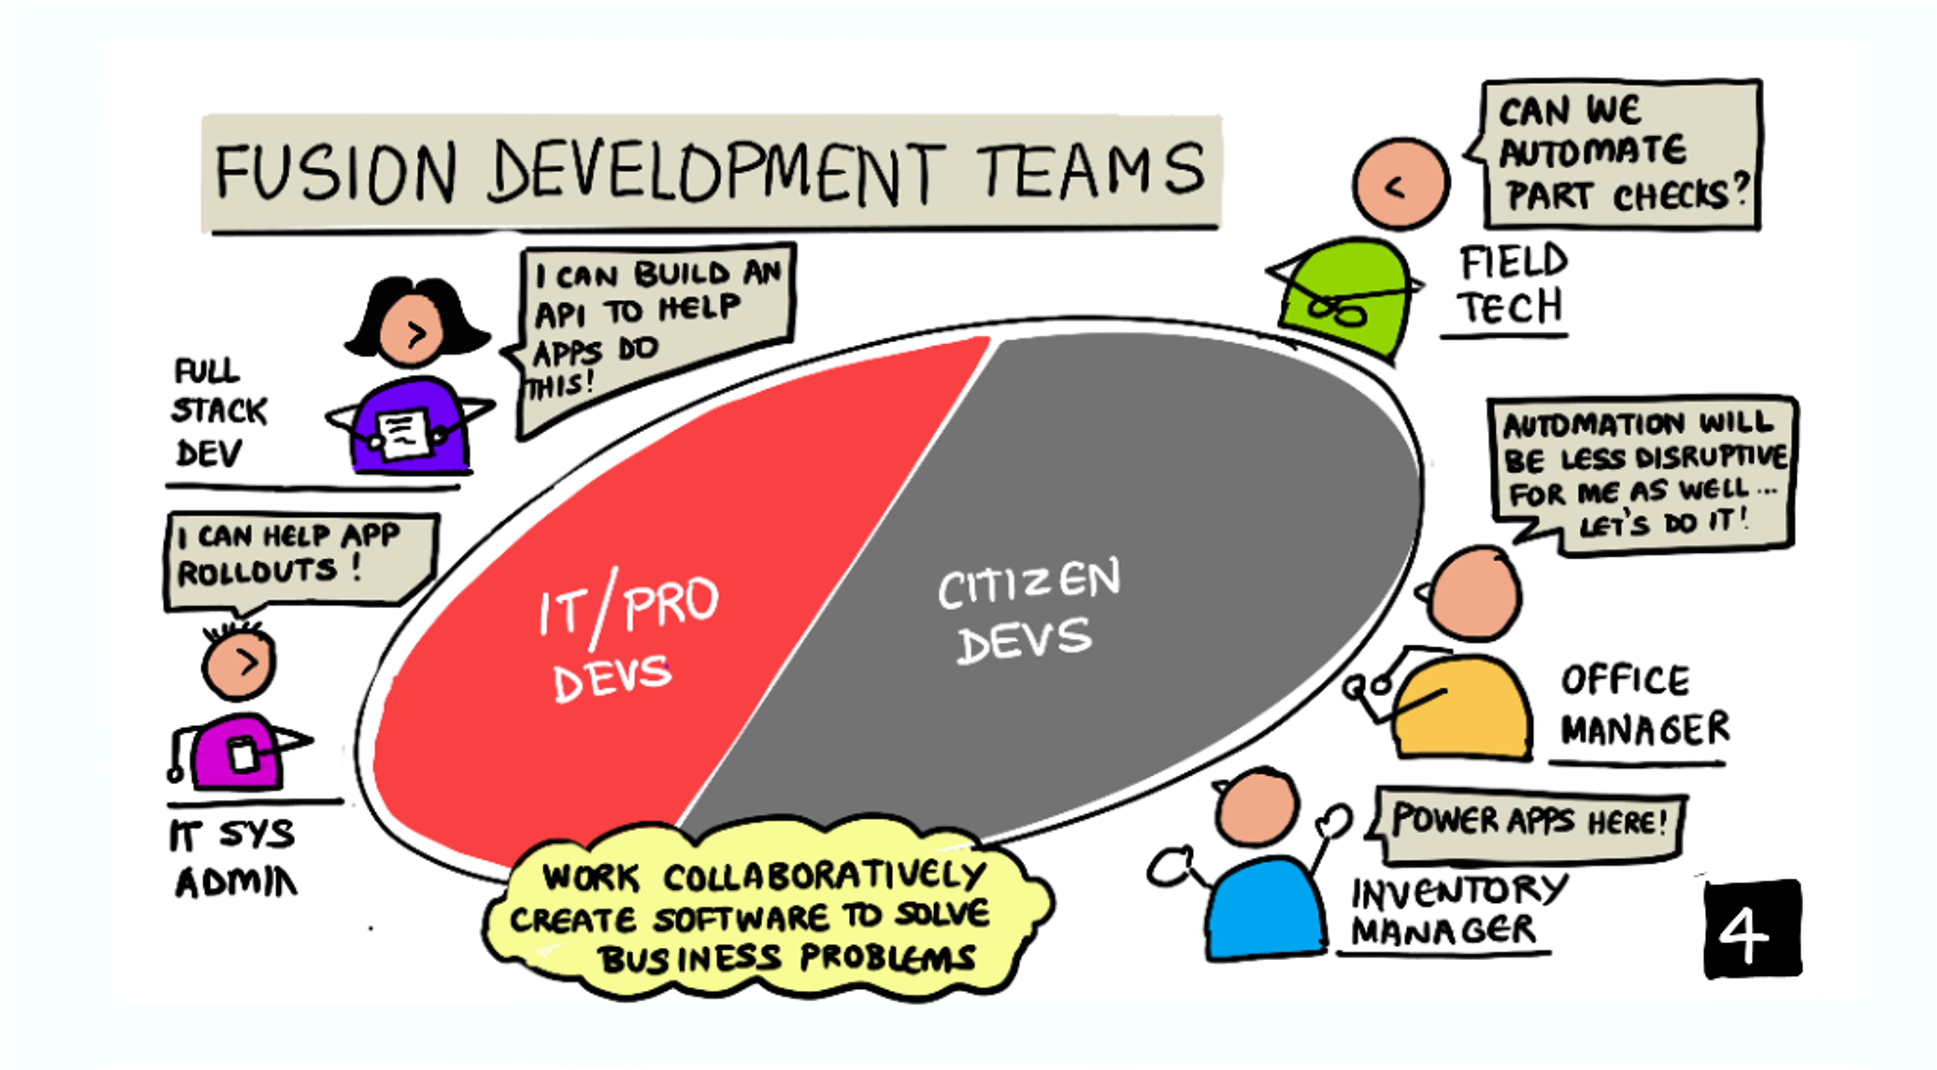 FUSION DEVELOPMENT TEAMS
CAN WE
AUTOMATE
PART CHECKS?
FIELD
TECH
I CAN BUILD AN
API TO HELP
APPS DO
THIS!
FULL
STACK
DEV
AUTOMATION WILL
BE LESS DISRUPTIVE
FOR ME AS WELL...
LET'S DO IT!
I CAN HELP APP
ROLLOUTS!
IT/PRO
DEVS
CITIZEN
DEVS
OFFICE
MANAGER
IT SYS
ADMIN
POWER APPS HERE!
INVENTORY
MANAGER
WORK COLLABORATIVELY
CREATE SOFTWARE TO SOLVE
BUSINESS PROBLEMS
4